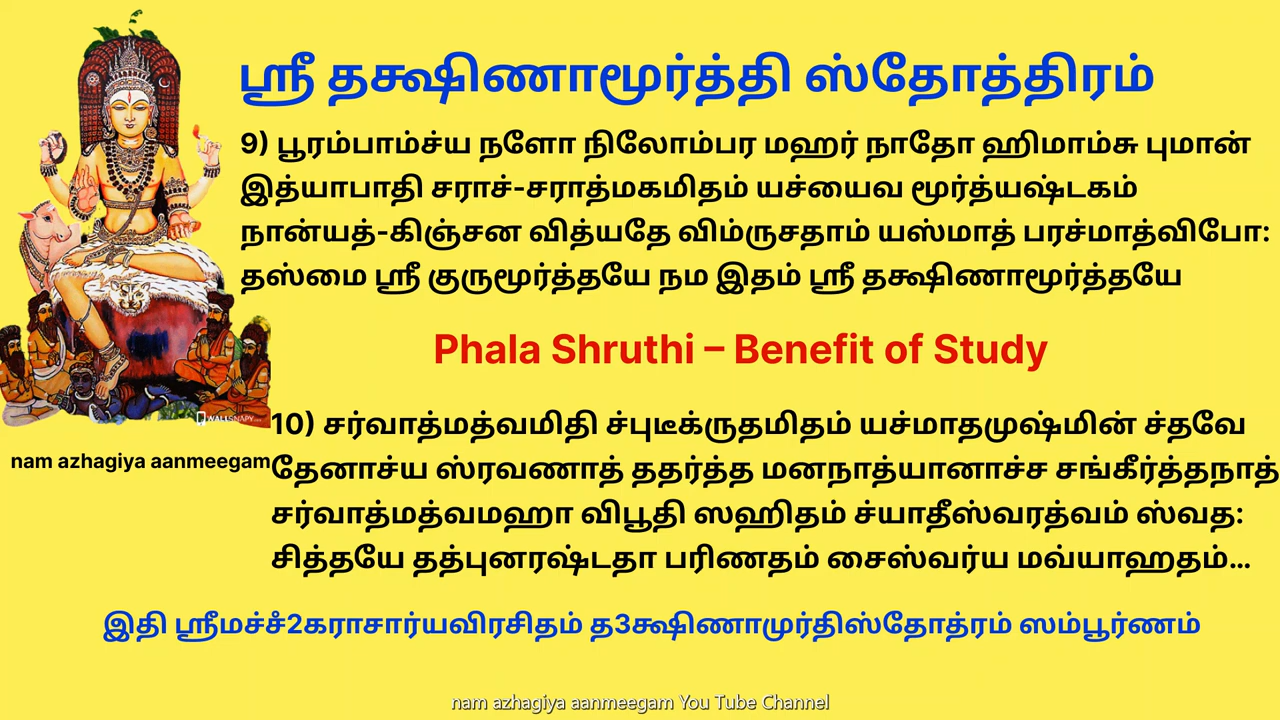 ஸ்ரீ தக்ஷிணாமூர்த்தி ஸ்தோத்திரம்
9) பூரம்பாம்ச்ய நளோ நிலோம்பர மஹர் நாதோ ஹிமாம்சு புமான்
இத்யாபாதி சராச்-சராத்மகமிதம் யச்யைவ மூர்த்யஷ்டகம்
நான்யத்-கிஞ்சன வித்யதே விம்ருசதாம் யஸ்மாத் பரச்மாத்விபோ:
தஸ்மை ஸ்ரீ குருமூர்த்தயே நம இதம் ஸ்ரீ தக்ஷிணாமூர்த்தயே
Phala Shruthi – Benefit of Study
WALLSNAPY
10) சர்வாத்மத்வமிதி ச்புடீக்ருதமிதம் யச்மாதமுஷ்மின் ச்தவே
nam azhagiya aanmeegam
தேனாச்ய ஸ்ரவணாத் ததர்த்த மனநாத்யானாச்ச சங்கீர்த்தநாத்
சர்வாத்மத்வமஹா விபூதி ஸஹிதம் ச்யாதீஸ்வரத்வம் ஸ்வத:
சித்தயே தத்புனரஷ்டதா பரிணதம் சைஸ்வர்ய மவ்யாஹதம்...
இதி ஸ்ரீமச்ச்ம்2கராசார்யவிரசிதம் த3க்ஷிணாமுர்திஸ்தோத்ரம் ஸம்பூர்ணம்
nam azhagiya aanmeegam You Tube Channel